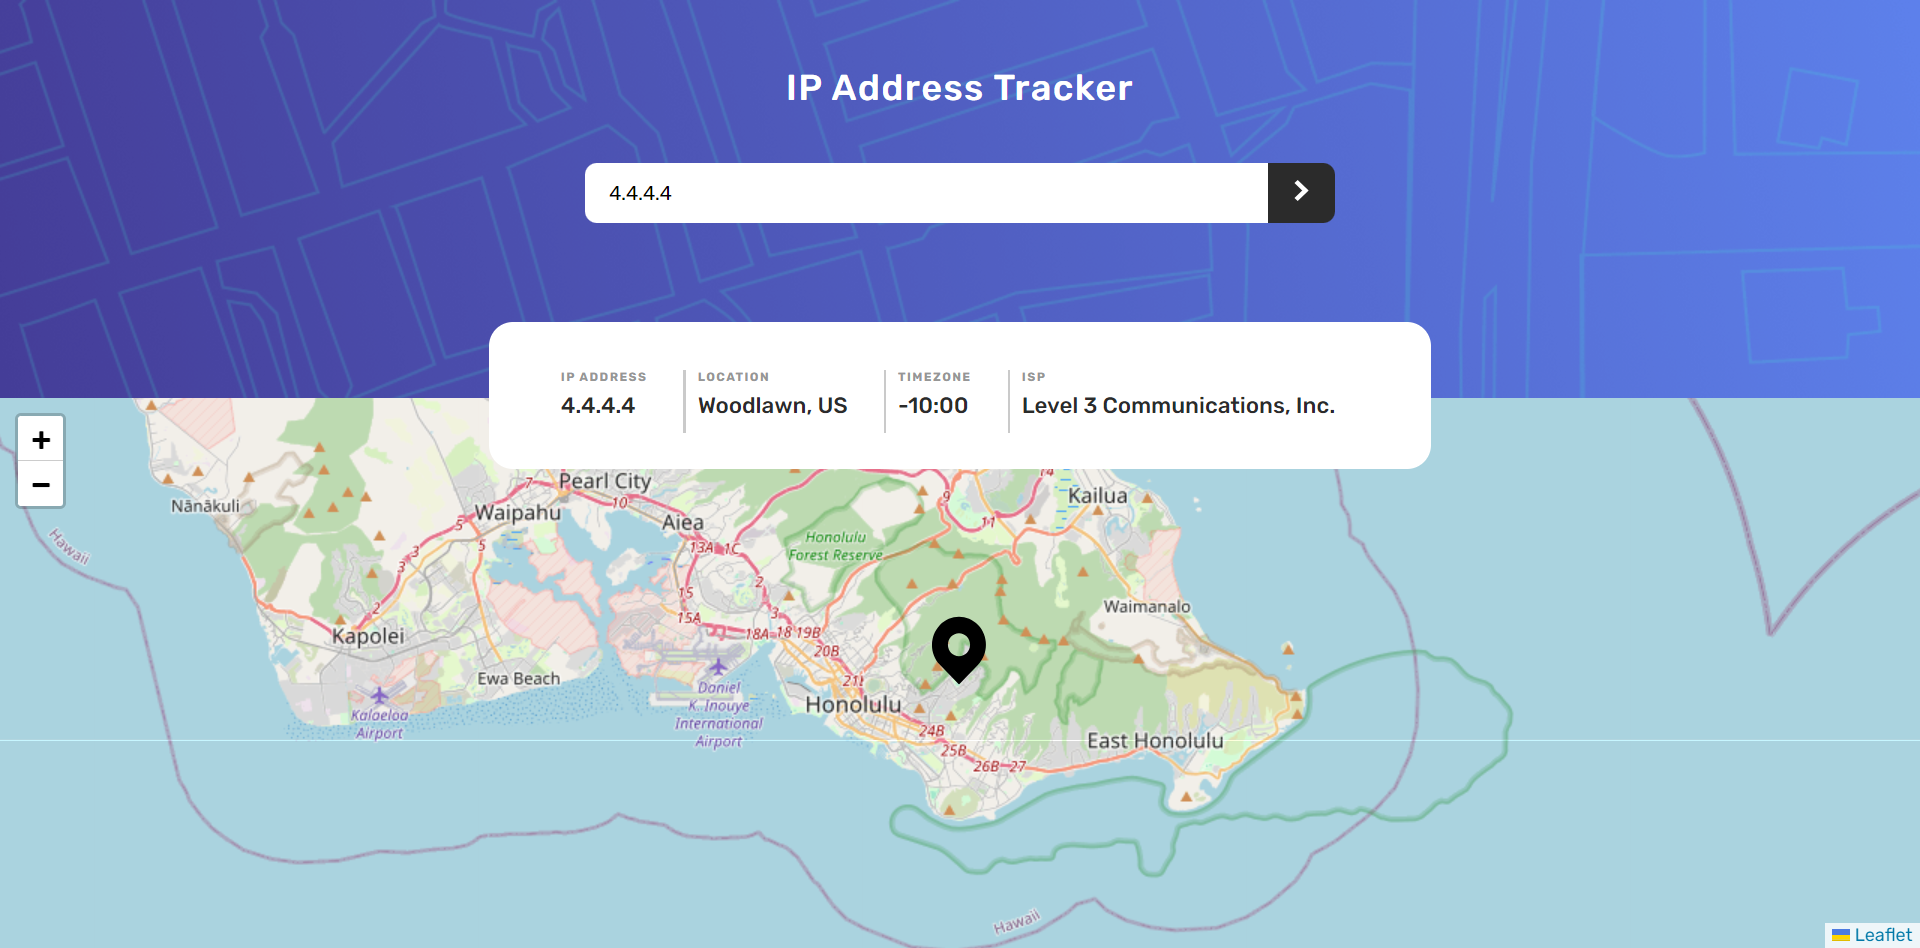 IP Address Tracker
4.4.4.4
IP ADDRESS
4.4.4.4
LOCATION
Woodlawn, US
TIMEZONE
-10:00
ISP
Level 3 Communications, Inc.
+
−
Nānākuli
Hawaii
Pearl City
Waipahu
Aiea
Kailua
7
10
9
11
14
5
5
3
3
2
13A
1C
2
15
15A
3
18A
18
19B
20B
21
Honolulu
Forest Reserve
Waimanalo
Kapolei
Ewa Beach
Kalaeloa
Airport
Daniel
K. Inouye
International
Airport
Honolulu
24B
25B
26B
27
East Honolulu
Hawaii
Leaflet